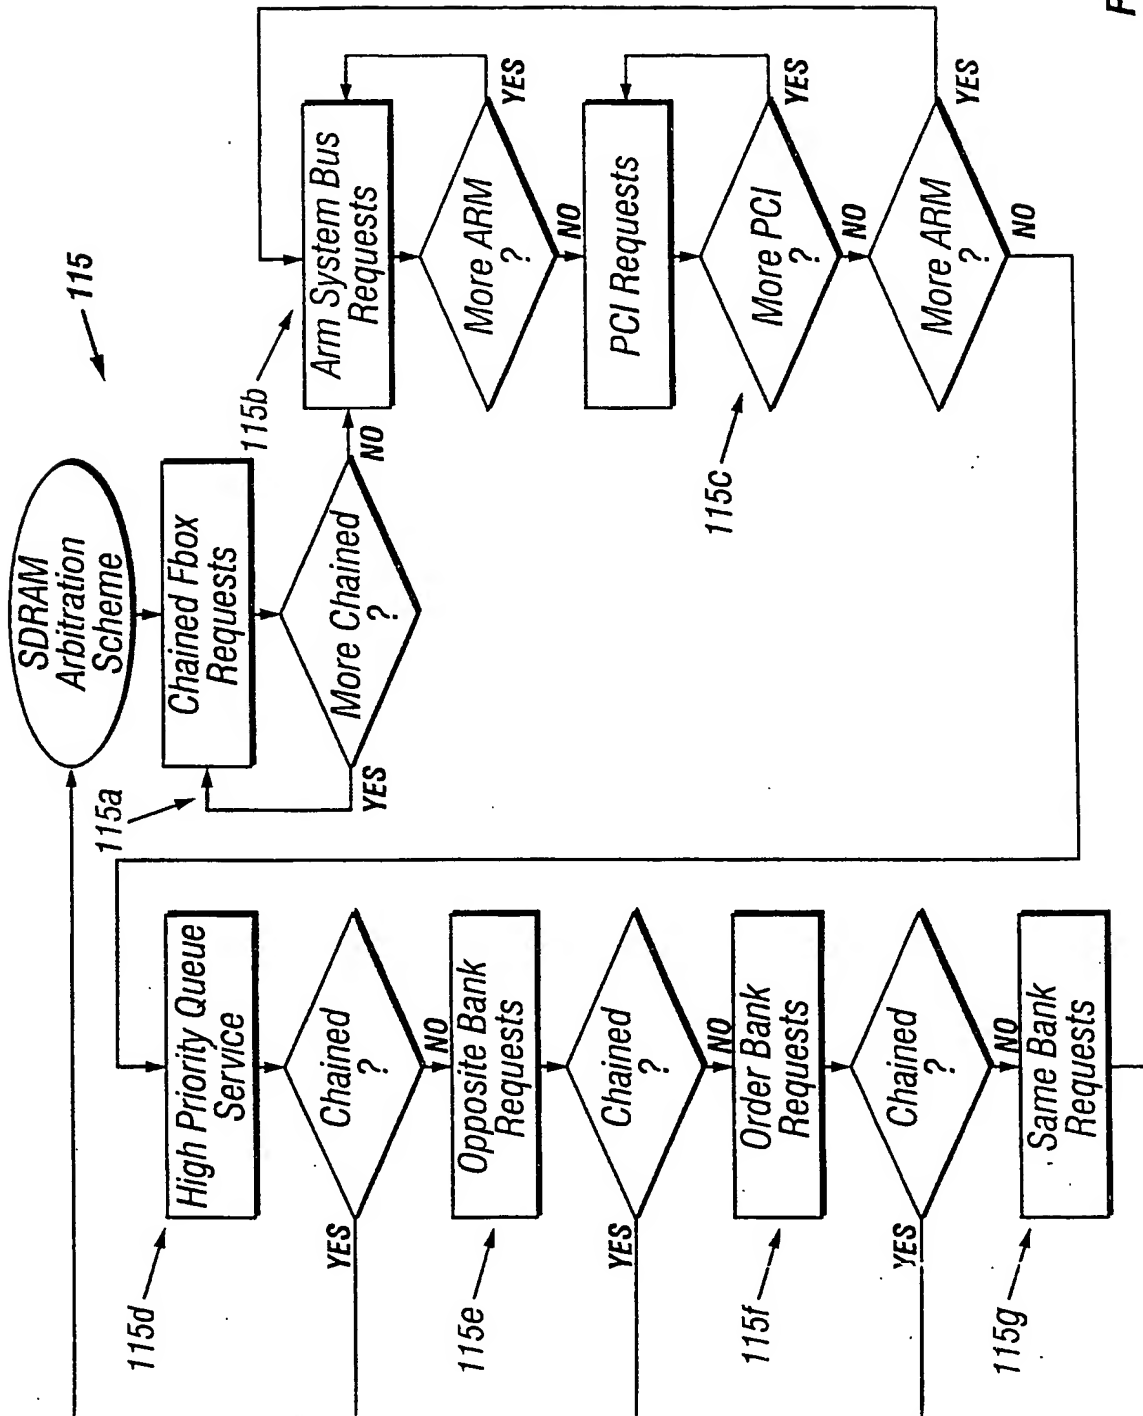 115
SDRAM
Arbitration
Scheme
115a
Chained Fbox
Requests
More Chained
?
YES
NO
115b
Arm System Bus
Requests
More ARM
?
YES
NO
PCI Requests
115c
More PCI
?
YES
NO
More ARM
?
YES
NO
115d
High Priority Queue
Service
Chained
?
YES
NO
115e
Opposite Bank
Requests
Chained
?
YES
NO
115f
Order Bank
Requests
Chained
?
YES
NO
115g
Same Bank
Requests